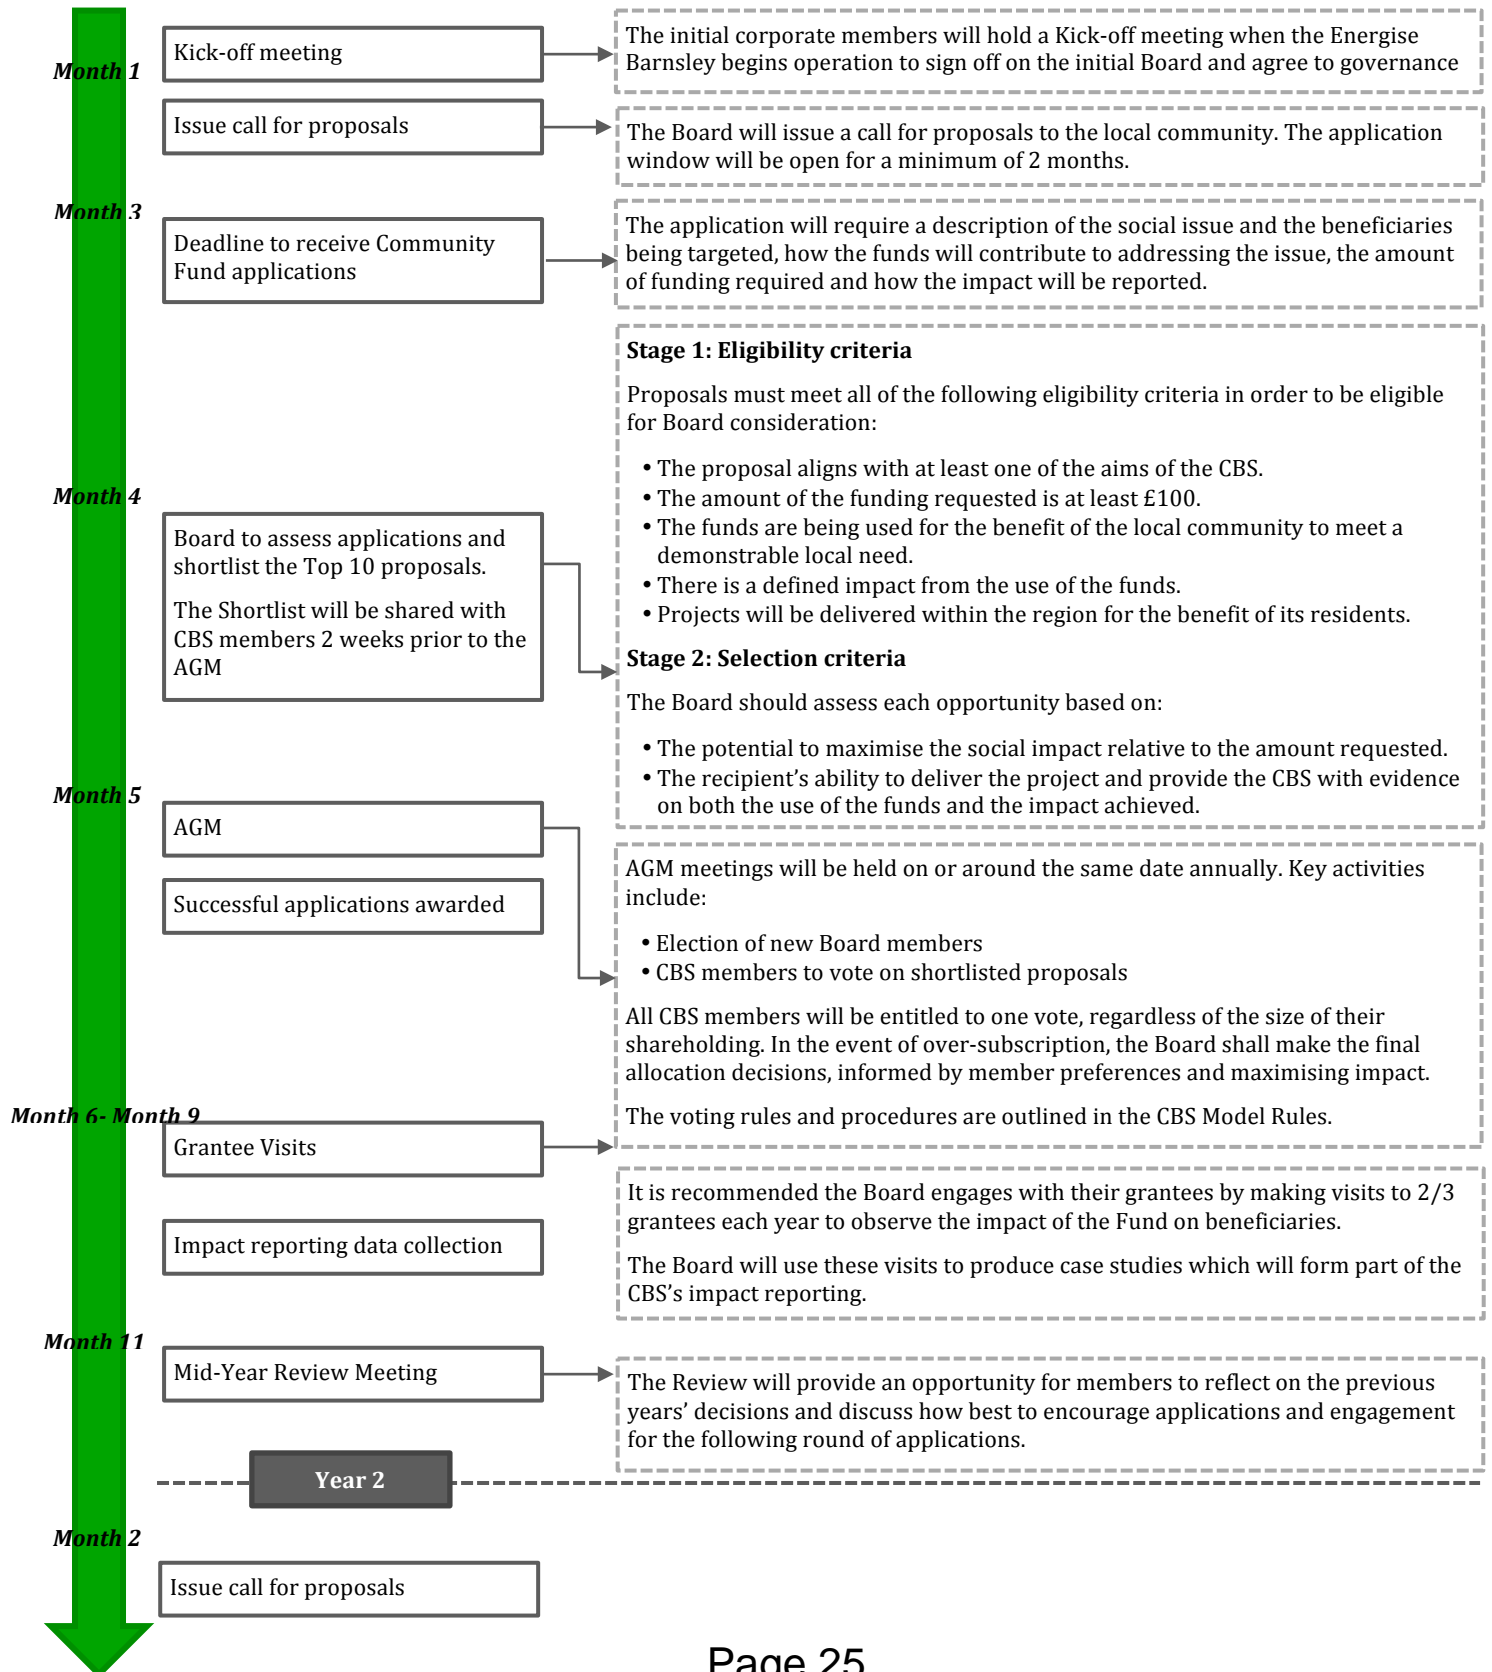 Month 1
Kick-off meeting
The initial corporate members will hold a Kick-off meeting when the Energise
Barnsley begins operation to sign off on the initial Board and agree to governance
Issue call for proposals
The Board will issue a call for proposals to the local community. The application
window will be open for a minimum of 2 months.
Month 3
Deadline to receive Community
Fund applications
The application will require a description of the social issue and the beneficiaries
being targeted, how the funds will contribute to addressing the issue, the amount
of funding required and how the impact will be reported.
Month 4
Board to assess applications and
shortlist the Top 10 proposals.
The Shortlist will be shared with
CBS members 2 weeks prior to the
AGM
Stage 1: Eligibility criteria
Proposals must meet all of the following eligibility criteria in order to be eligible
for Board consideration:
• The proposal aligns with at least one of the aims of the CBS.
• The amount of the funding requested is at least £100.
• The funds are being used for the benefit of the local community to meet a
demonstrable local need.
• There is a defined impact from the use of the funds.
• Projects will be delivered within the region for the benefit of its residents.
Stage 2: Selection criteria
The Board should assess each opportunity based on:
• The potential to maximise the social impact relative to the amount requested.
• The recipient's ability to deliver the project and provide the CBS with evidence
on both the use of the funds and the impact achieved.
Month 5
AGM
Successful applications awarded
AGM meetings will be held on or around the same date annually. Key activities
include:
• Election of new Board members
• CBS members to vote on shortlisted proposals
All CBS members will be entitled to one vote, regardless of the size of their
shareholding. In the event of over-subscription, the Board shall make the final
allocation decisions, informed by member preferences and maximising impact.
The voting rules and procedures are outlined in the CBS Model Rules.
Month 6- Month 9
Grantee Visits
Impact reporting data collection
It is recommended the Board engages with their grantees by making visits to 2/3
grantees each year to observe the impact of the Fund on beneficiaries.
The Board will use these visits to produce case studies which will form part of the
CBS's impact reporting.
Month 11
Mid-Year Review Meeting
The Review will provide an opportunity for members to reflect on the previous
years' decisions and discuss how best to encourage applications and engagement
for the following round of applications.
Year 2
Month 2
Issue call for proposals
Page 25